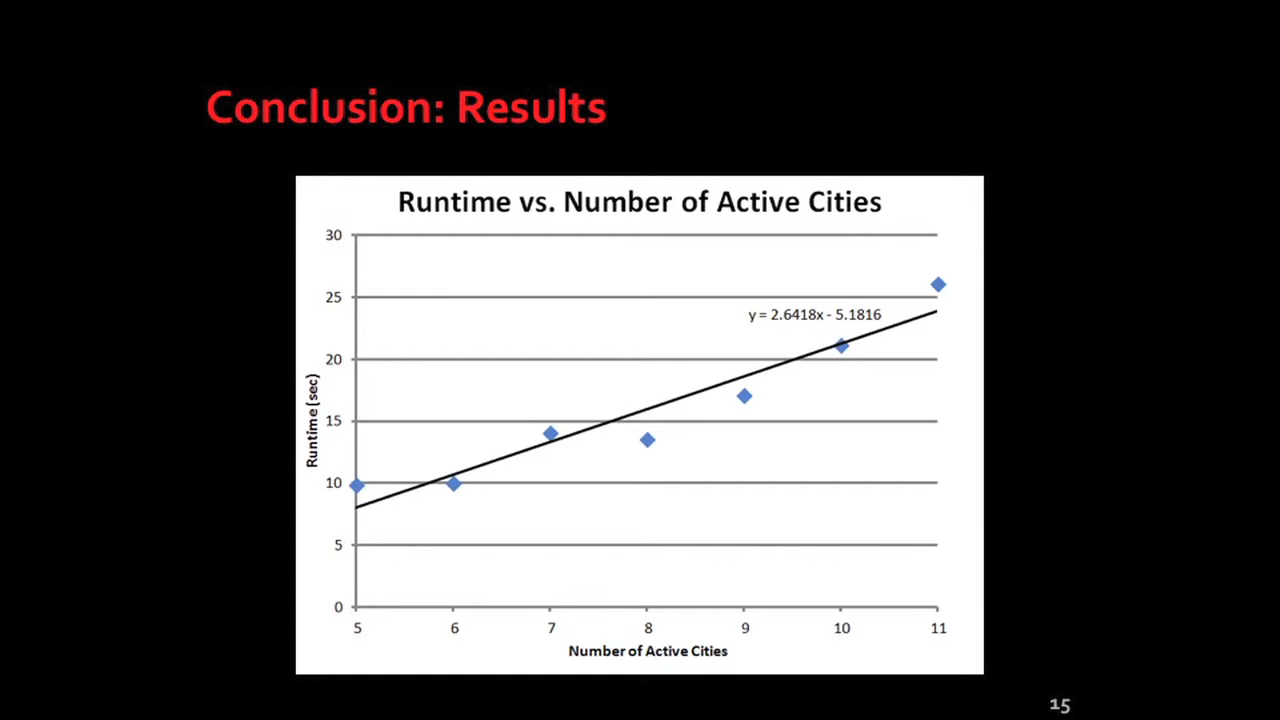 Conclusion: Results
Runtime vs. Number of Active Cities
30
25
y = 2.6418x - 5.1816
20
Runtime (sec)
15
10
5
0
5 6 7 8 9 10 11
Number of Active Cities
15